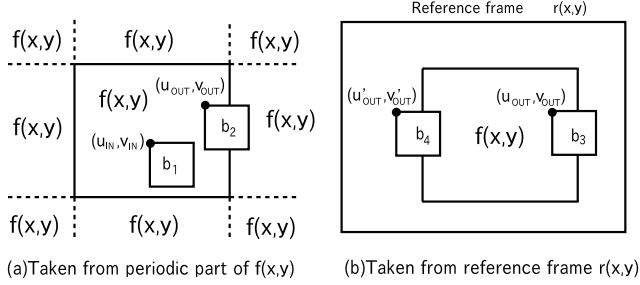 Reference frame r(x,y)
f(x,y) f(x,y) f(x,y)
(u_OUT,v_OUT)
f(x,y)
f(x,y) b_2 f(x,y)
(u_IN,v_IN)
b_1
f(x,y) f(x,y) f(x,y)
(u'_OUT,v'_OUT) (u_OUT,v_OUT)
b_4 f(x,y) b_3
(a)Taken from periodic part of f(x,y)
(b)Taken from reference frame r(x,y)